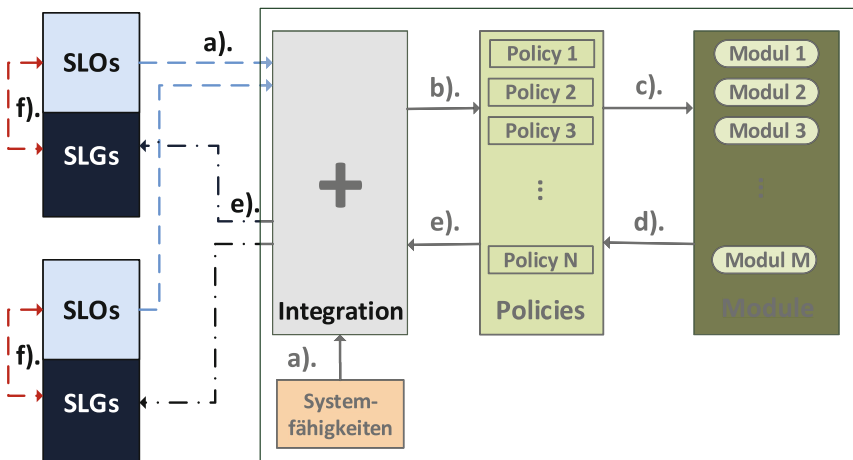 SLOs
f).
SLGs
a).
SLOs
f).
SLGs
e).
+
Integration
a).
System-
fähigkeiten
b).
e).
Policy 1
Policy 2
Policy 3
...
Policy N
Policies
c).
d).
Modul 1
Modul 2
Modul 3
...
Modul M
Module